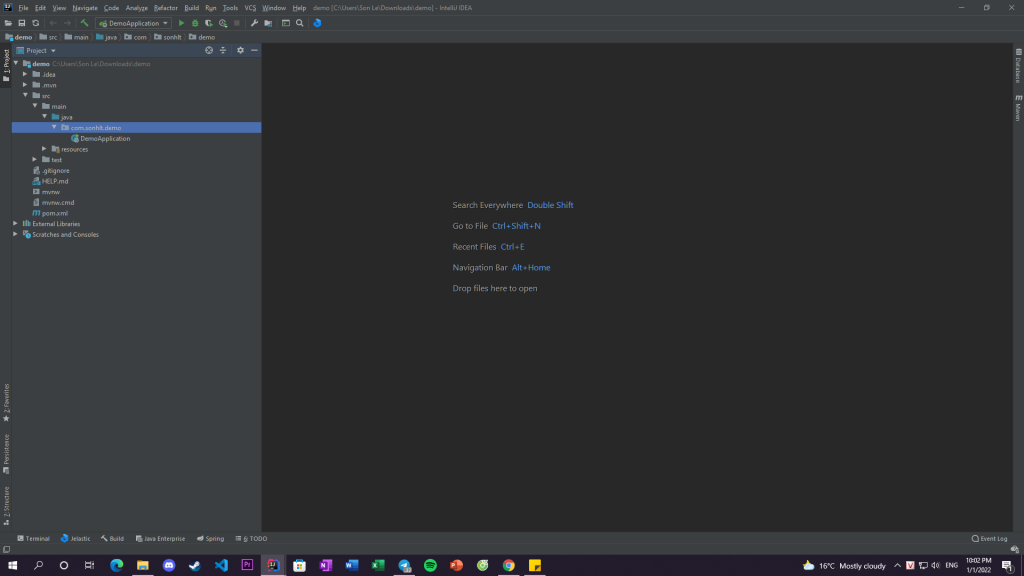 File Edit View Navigate Code Analyze Refactor Build Run Tools VCS Window Help demo [C:\Users\Son Le\Downloads\demo] - IntelliJ IDEA
DemoApplication
demo src main java com sonhlt demo
Project
demo C:\Users\Son Le\Downloads\demo
.idea
.mvn
src
main
java
com.sonhlt.demo
DemoApplication
resources
test
.gitignore
HELP.md
mvnw
mvnw.cmd
pom.xml
External Libraries
Scratches and Consoles
1: Project
2: Favorites
Persistence
Z: Structure
Search Everywhere Double Shift
Go to File Ctrl+Shift+N
Recent Files Ctrl+E
Navigation Bar Alt+Home
Drop files here to open
Database
Maven
Terminal Jelastic Build Java Enterprise Spring 6: TODO Event Log
16°C Mostly cloudy ENG 10:02 PM
1/1/2022